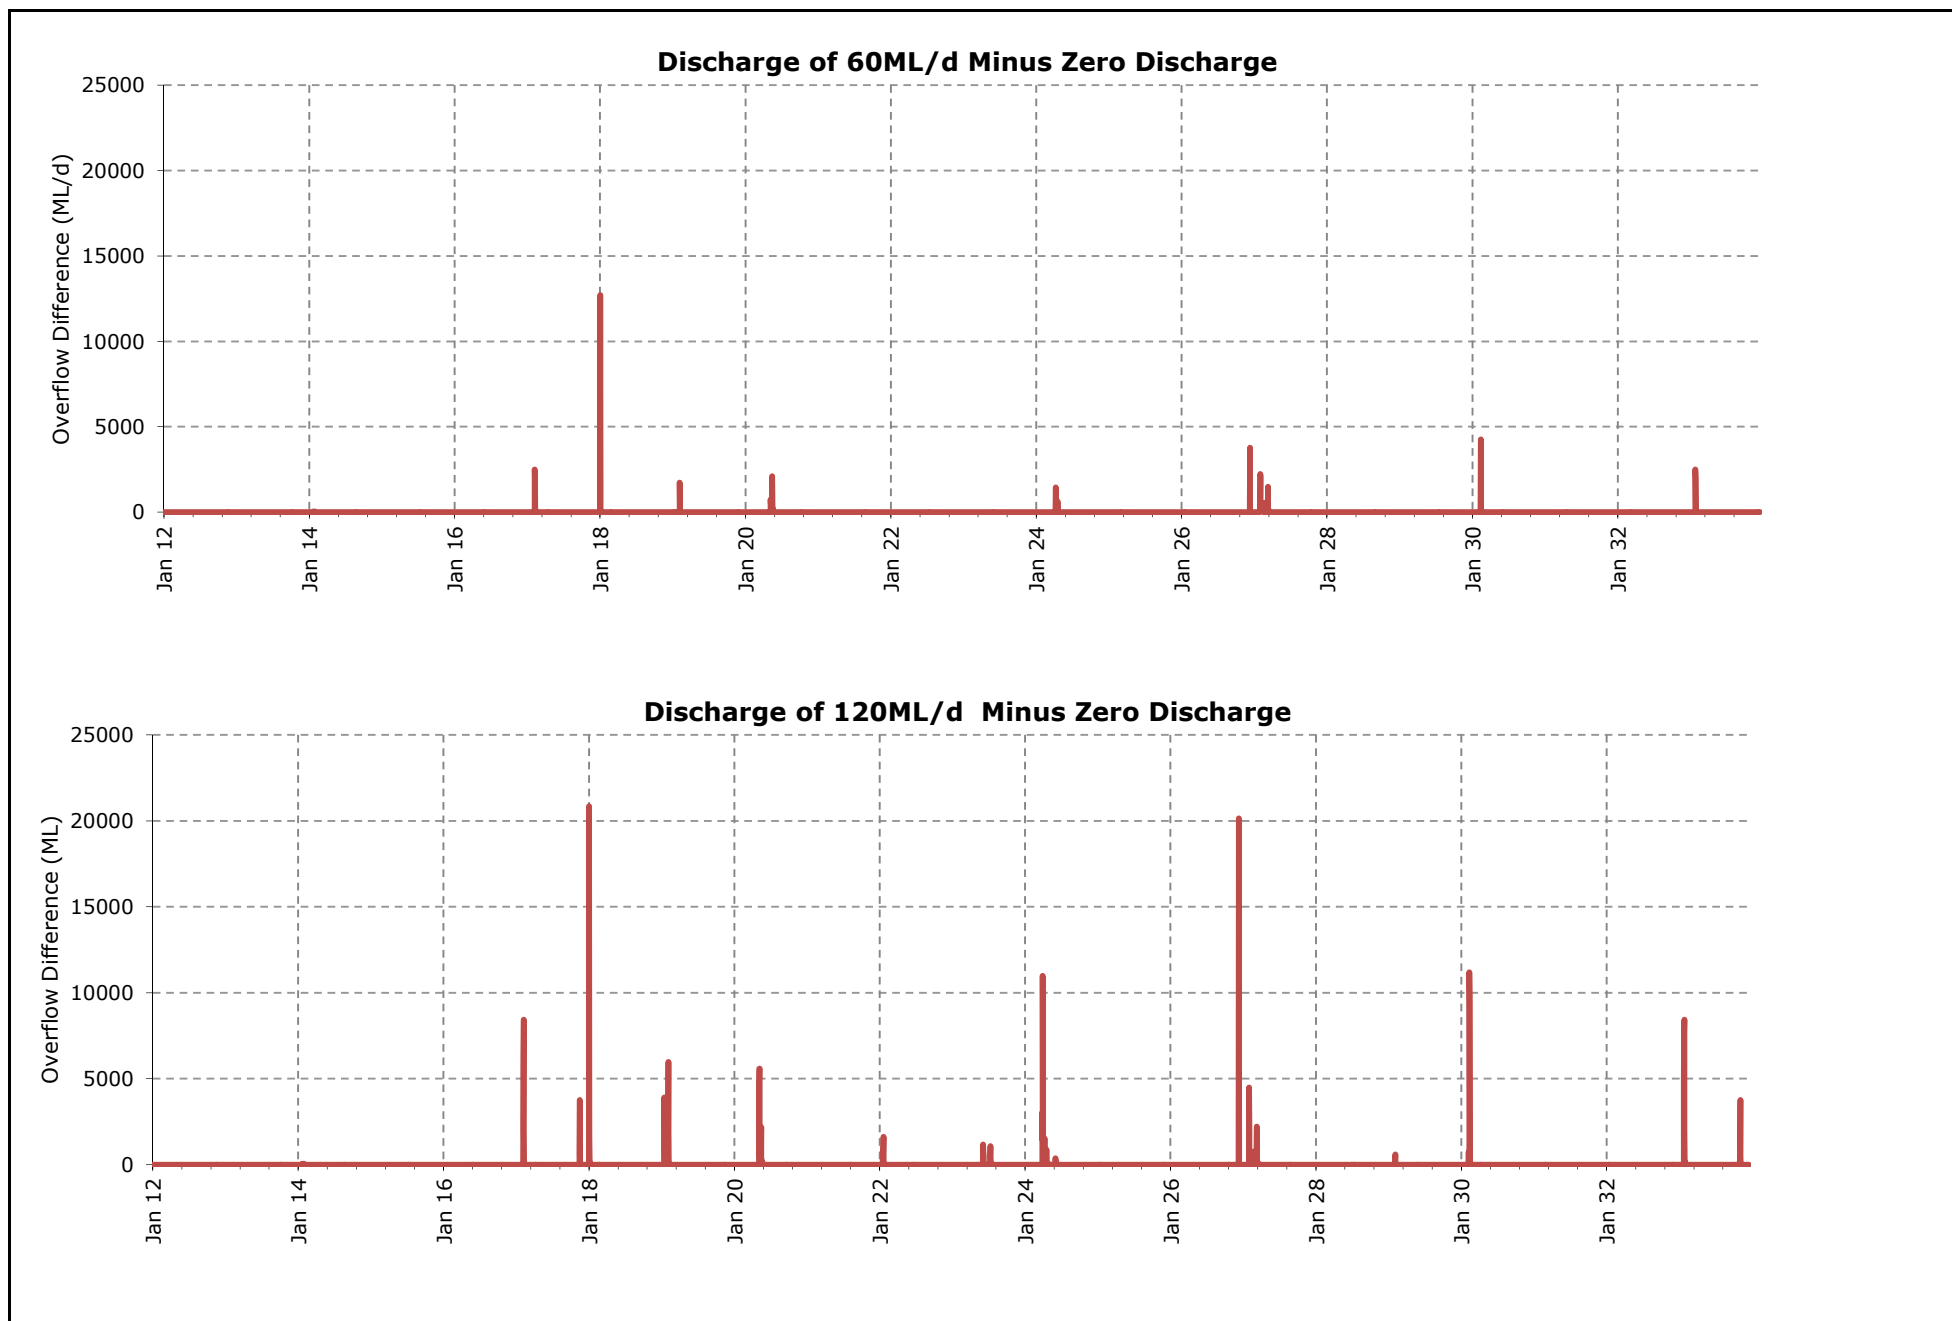 Discharge of 60ML/d Minus Zero Discharge
25000
20000
15000
10000
5000
0
Overflow Difference (ML/d)
Jan 12
Jan 14
Jan 16
Jan 18
Jan 20
Jan 22
Jan 24
Jan 26
Jan 28
Jan 30
Jan 32
Discharge of 120ML/d  Minus Zero Discharge
25000
20000
15000
10000
5000
0
Overflow Difference (ML)
Jan 12
Jan 14
Jan 16
Jan 18
Jan 20
Jan 22
Jan 24
Jan 26
Jan 28
Jan 30
Jan 32